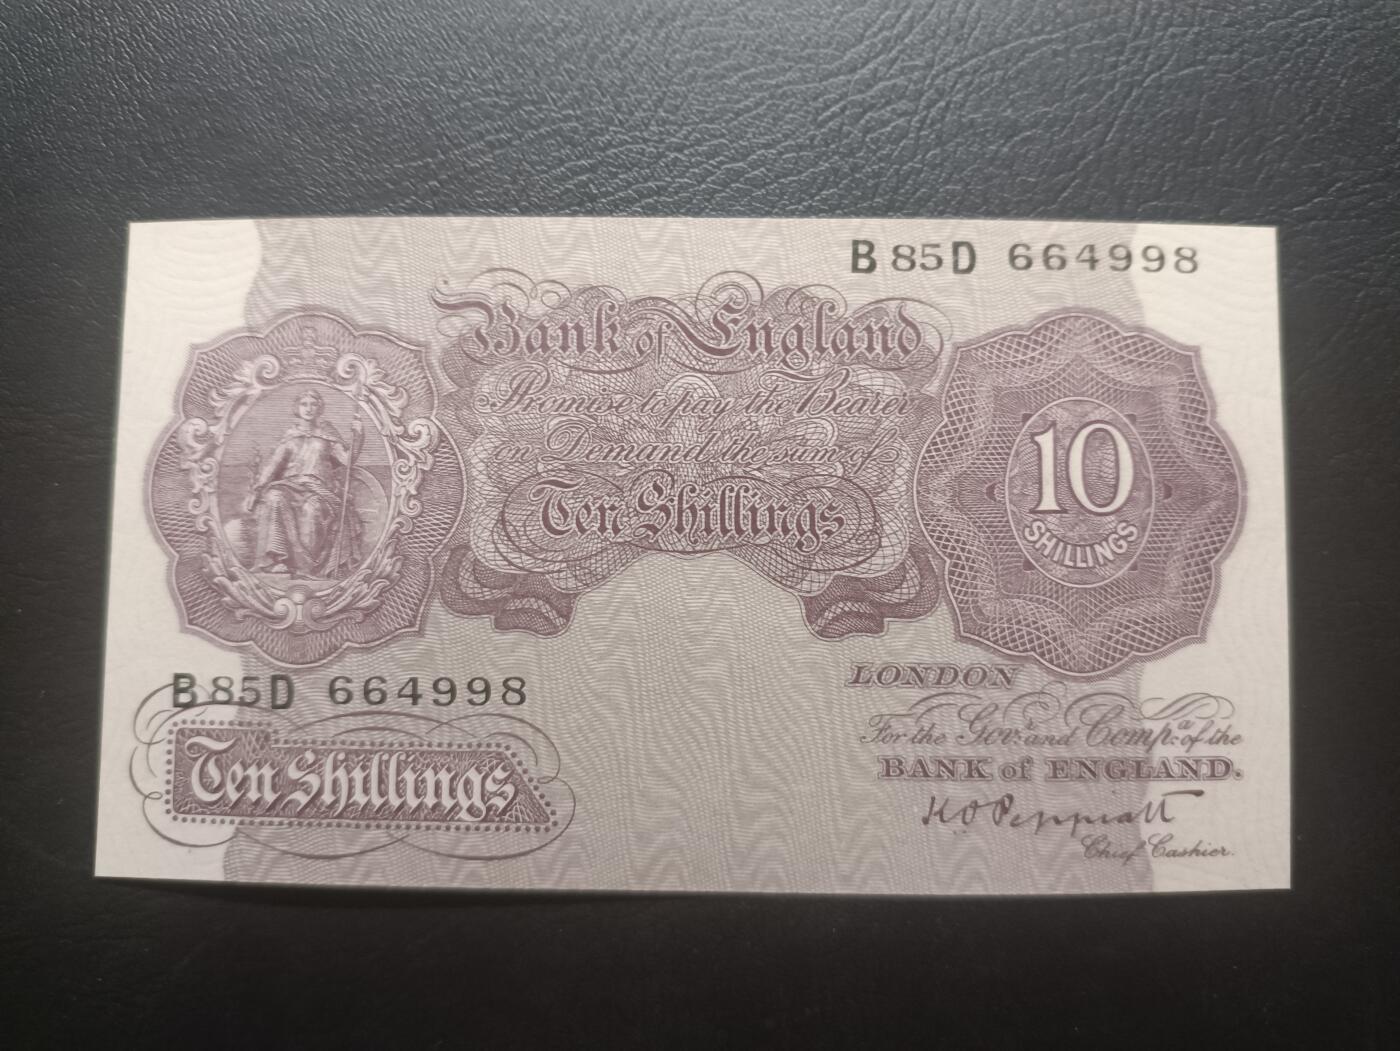 B85D 664998
Bank of England
Promise to pay the Bearer
on Demand the sum of
Ten Shillings
10
SHILLINGS
B85D 664998
Ten Shillings
LONDON
For the Govr. and Compa. of the
BANK of ENGLAND.
K O Peppiatt
Chief Cashier.